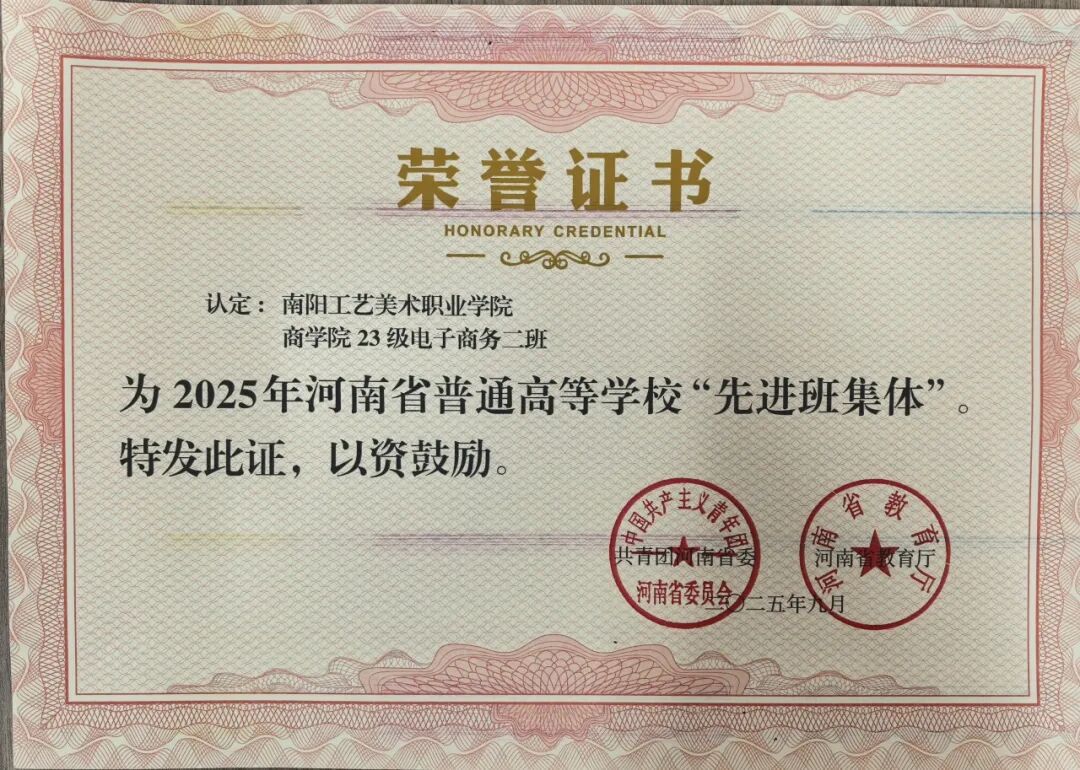 荣誉证书
HONORARY CREDENTIAL
认定：南阳工艺美术职业学院
商学院 23 级电子商务二班
为 2025年河南省普通高等学校“先进班集体”。
特发此证，以资鼓励。
中国共产主义青年团
共青团河南省委
河南省委员会
河南省教育厅
河南省教育厅
二〇二五年九月